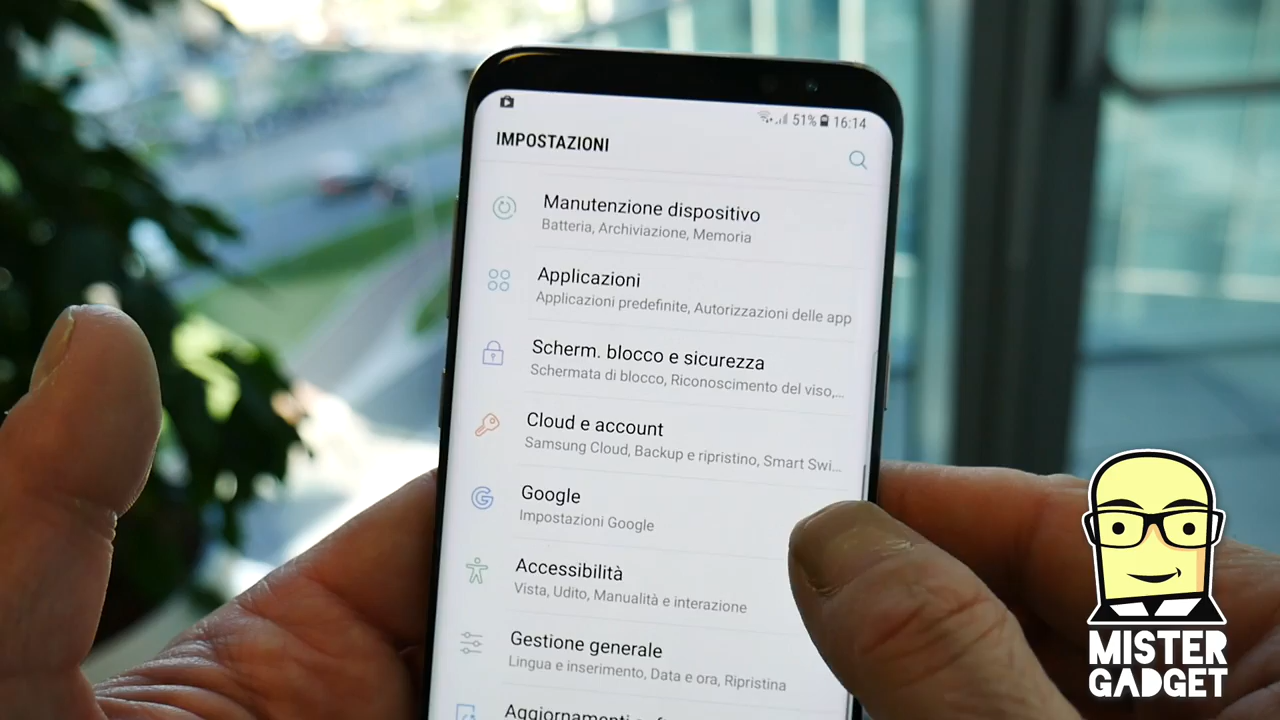 51% 16:14
IMPOSTAZIONI
Manutenzione dispositivo
Batteria, Archiviazione, Memoria
Applicazioni
Applicazioni predefinite, Autorizzazioni delle app
Scherm. blocco e sicurezza
Schermata di blocco, Riconoscimento del viso,...
Cloud e account
Samsung Cloud, Backup e ripristino, Smart Swi...
Google
Impostazioni Google
Accessibilità
Vista, Udito, Manualità e interazione
Gestione generale
Lingua e inserimento, Data e ora, Ripristina
Aggiornamenti
MISTER
GADGET